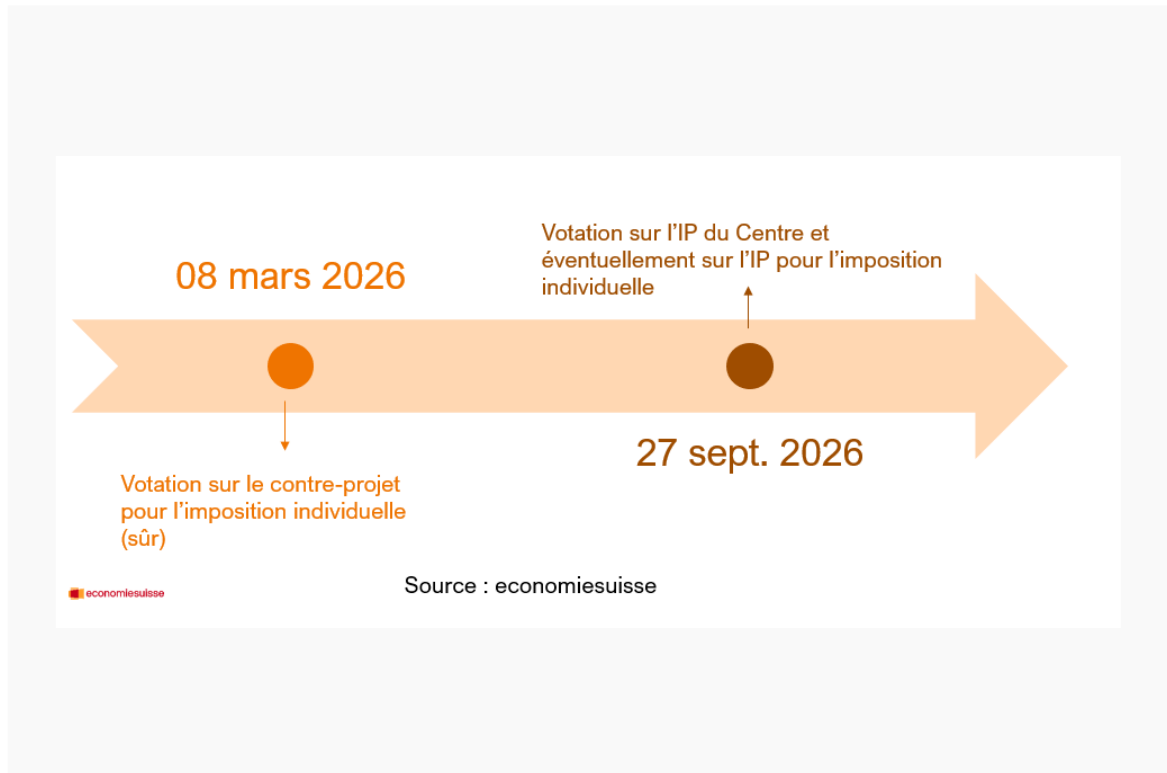 08 mars 2026
Votation sur l’IP du Centre et
éventuellement sur l’IP pour l’imposition
individuelle
27 sept. 2026
Votation sur le contre-projet
pour l’imposition individuelle
(sûr)
economiesuisse
Source : economiesuisse